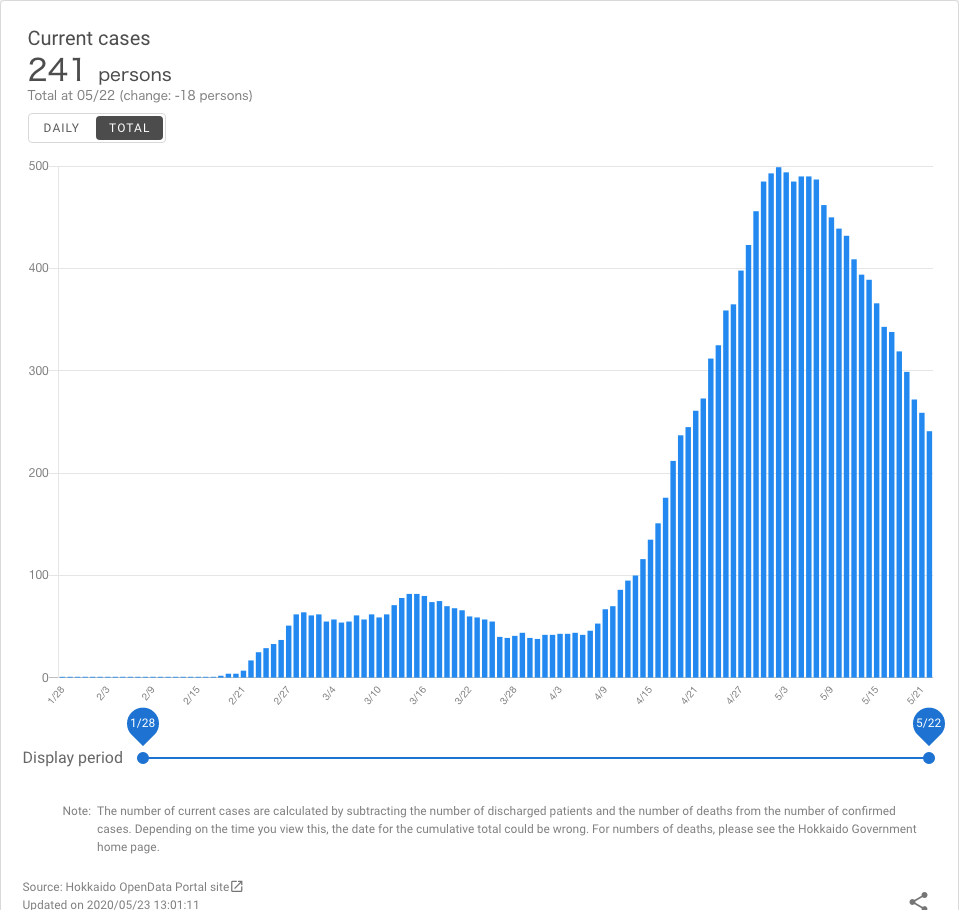 Current cases
241 persons
Total at 05/22 (change: -18 persons)
DAILY TOTAL
500
400
300
200
100
0
1/28 2/3 2/9 2/15 2/21 2/27 3/4 3/10 3/16 3/22 3/28 4/3 4/9 4/15 4/21 4/27 5/3 5/9 5/15 5/21
1/28 5/22
Display period
Note: The number of current cases are calculated by subtracting the number of discharged patients and the number of deaths from the number of confirmed
cases. Depending on the time you view this, the date for the cumulative total could be wrong. For numbers of deaths, please see the Hokkaido Government
home page.
Source: Hokkaido OpenData Portal site
Updated on 2020/05/23 13:01:11